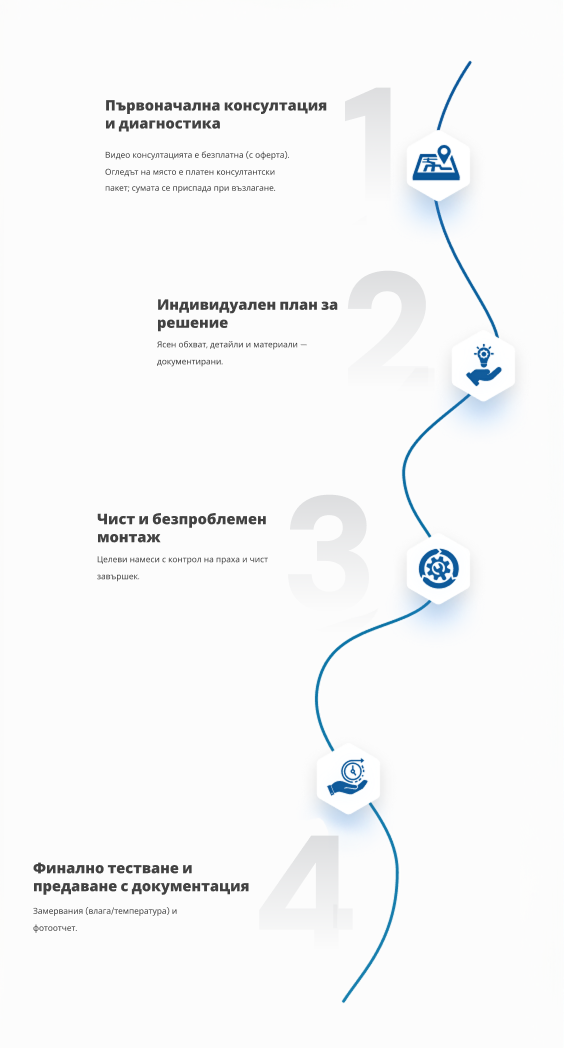 1
Първоначална консултация
и диагностика
Видео консултацията е безплатна (с оферта).
Огледът на място е платен консултантски
пакет; сумата се приспада при възлагане.
2
Индивидуален план за
решение
Ясен обхват, детайли и материали —
документирани.
3
Чист и безпроблемен
монтаж
Целеви намеси с контрол на праха и чист
завършек.
4
Финално тестване и
предаване с документация
Замервания (влага/температура) и
фотоотчет.